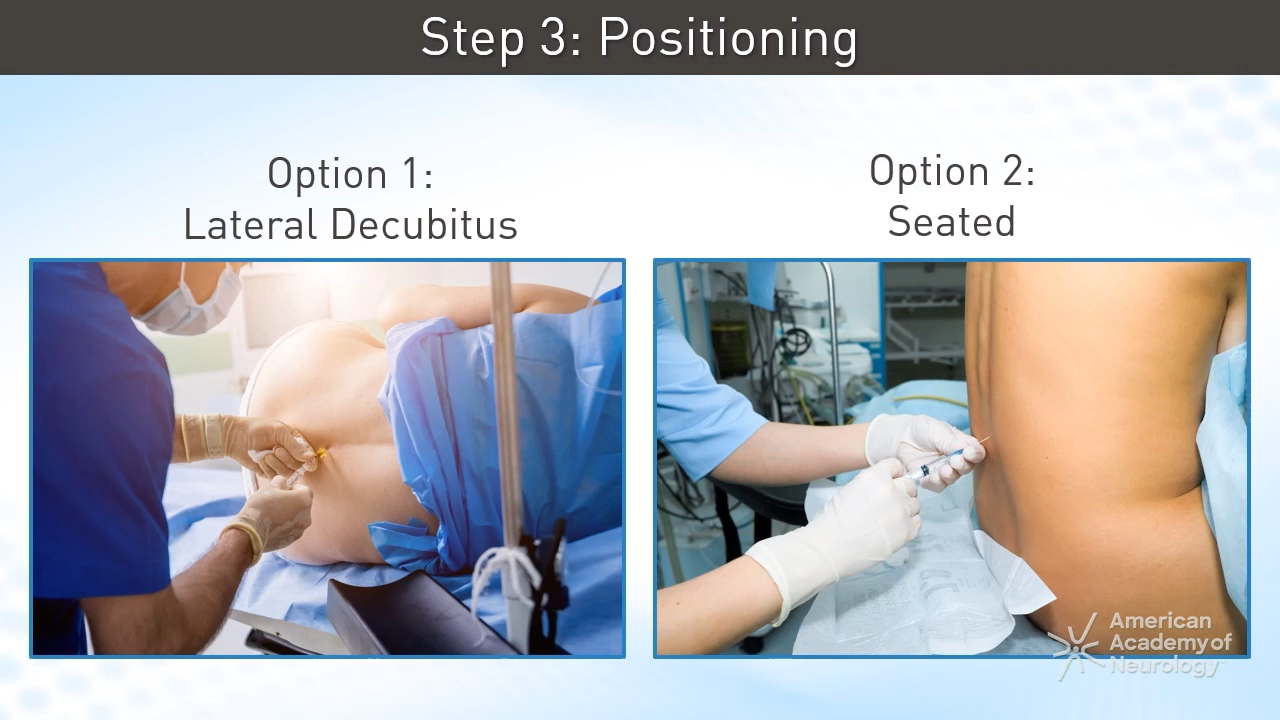 Step 3: Positioning
Option 1:
Lateral Decubitus
Option 2:
Seated
American
Academy of
Neurology